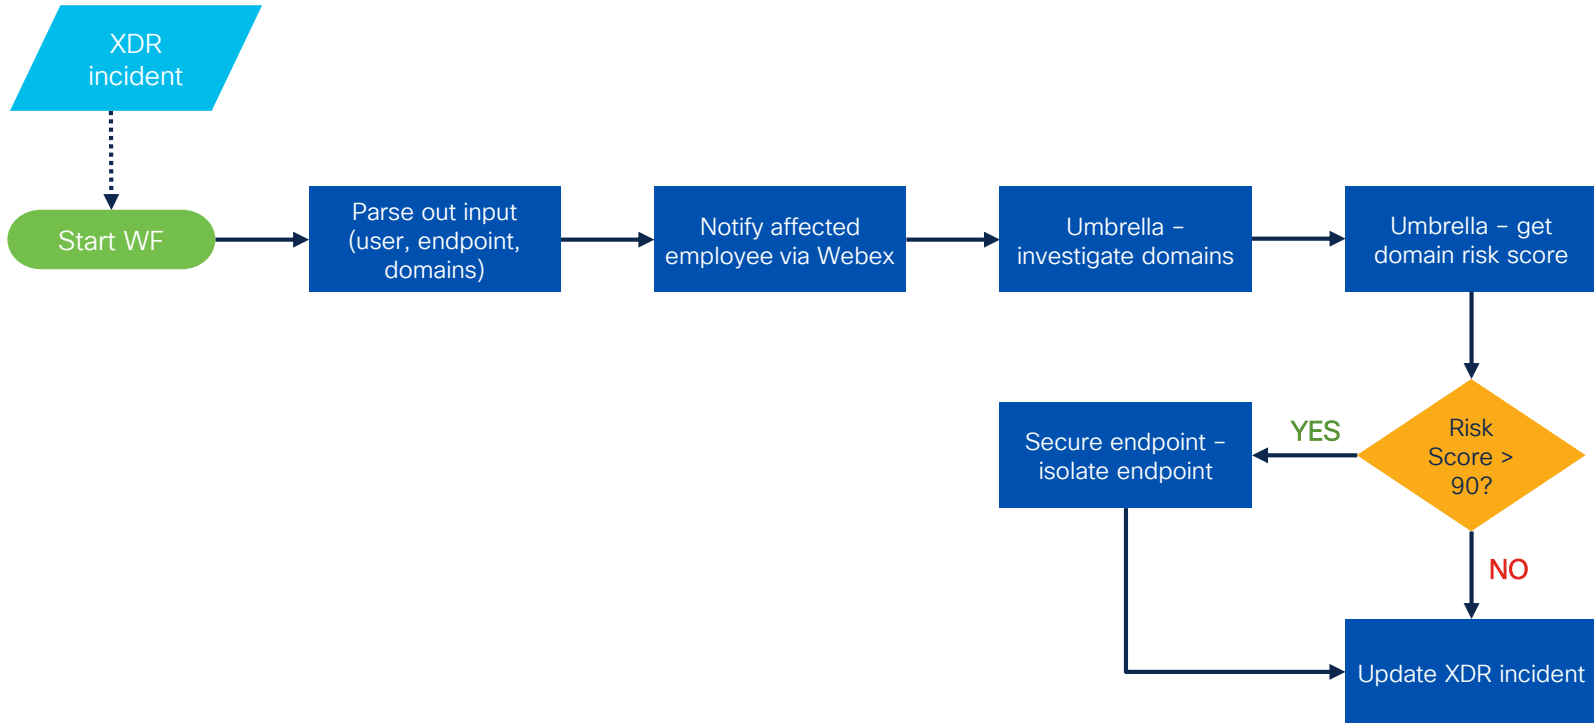 XDR
incident
Start WF
Parse out input
(user, endpoint,
domains)
Notify affected
employee via Webex
Umbrella –
investigate domains
Umbrella – get
domain risk score
Risk
Score >
90?
YES
Secure endpoint –
isolate endpoint
NO
Update XDR incident